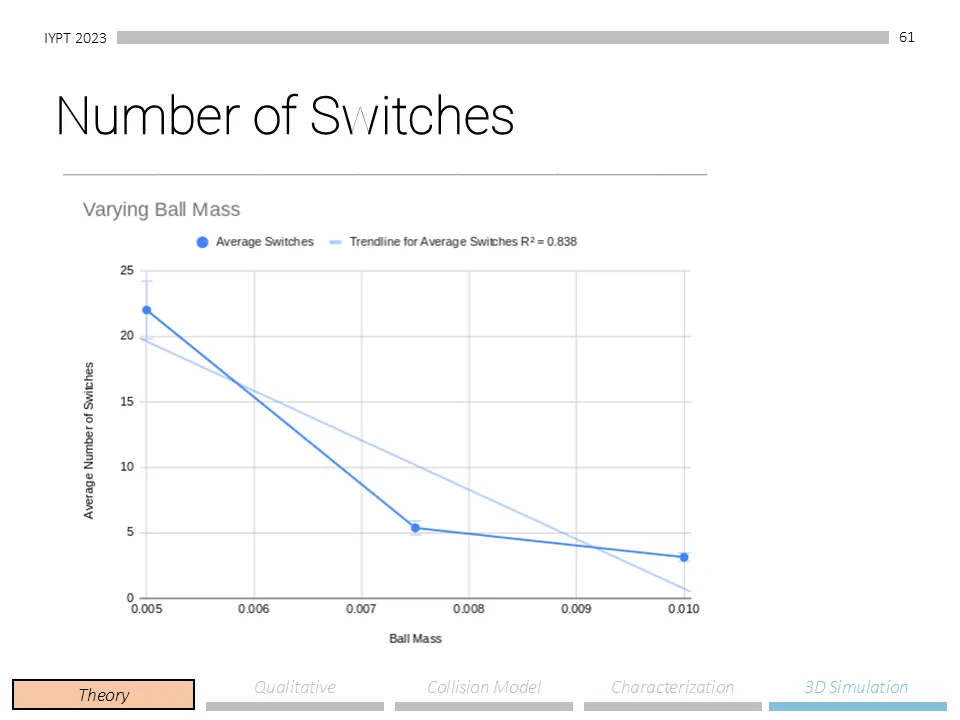 IYPT 2023
61
Number of Switches
Varying Ball Mass
Average Switches
Trendline for Average Switches R² = 0.838
25
20
15
10
5
0
Average Number of Switches
0.005
0.006
0.007
0.008
0.009
0.010
Ball Mass
Theory
Qualitative
Collision Model
Characterization
3D Simulation